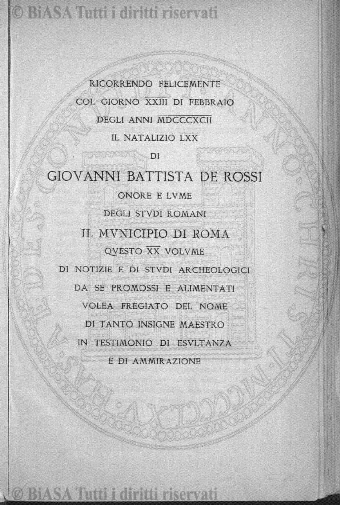 © BiASA Tutti i diritti riservati
RICORRENDO FELICEMENTE
COL GIORNO XXIII DI FEBBRAIO
DEGLI ANNI MDCCCXCII
IL NATALIZIO LXX
DI
GIOVANNI BATTISTA DE ROSSI
ONORE E LVME
DEGLI STVDI ROMANI
IL MVNICIPIO DI ROMA
QVESTO XX VOLVME
DI NOTIZIE E DI STVDI ARCHEOLOGICI
DA SE PROMOSSI E ALIMENTATI
VOLEA FREGIATO DEL NOME
DI TANTO INSIGNE MAESTRO
IN TESTIMONIO DI ESVLTANZA
E DI AMMIRAZIONE
© BiASA Tutti i diritti riservati